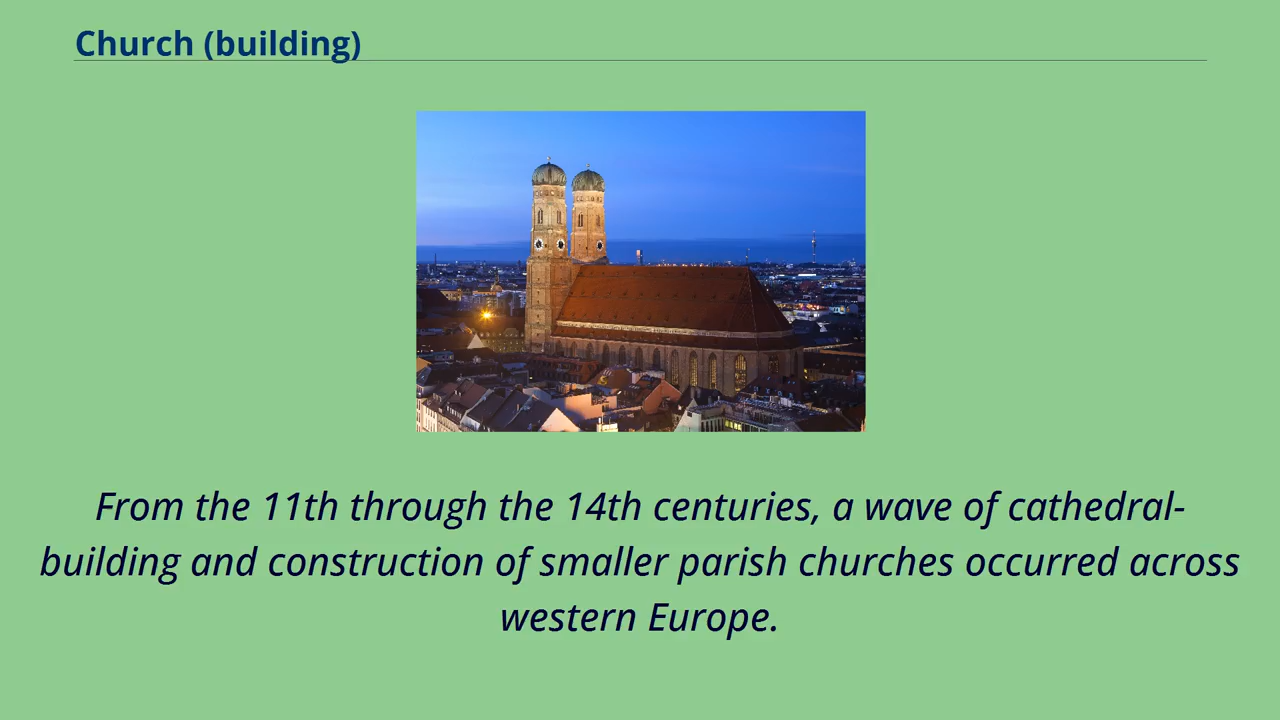 Church (building)
From the 11th through the 14th centuries, a wave of cathedral-
building and construction of smaller parish churches occurred across
western Europe.